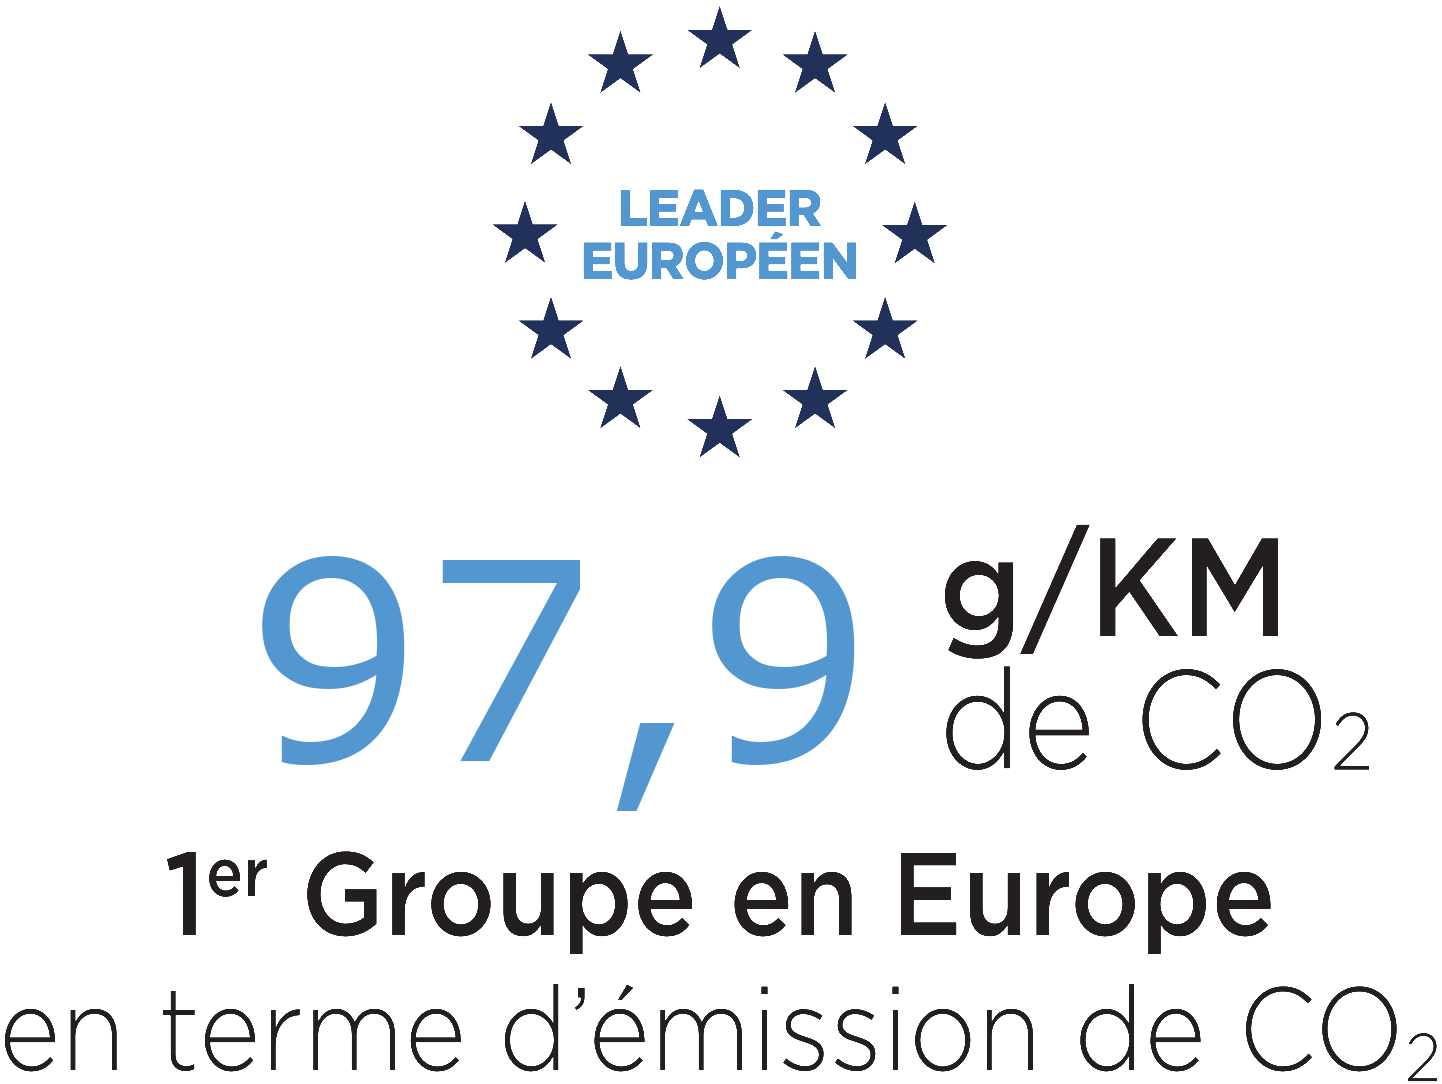 LEADER
EUROPÉEN
97,9 g/KM
de CO₂
1er Groupe en Europe
en terme d’émission de CO₂